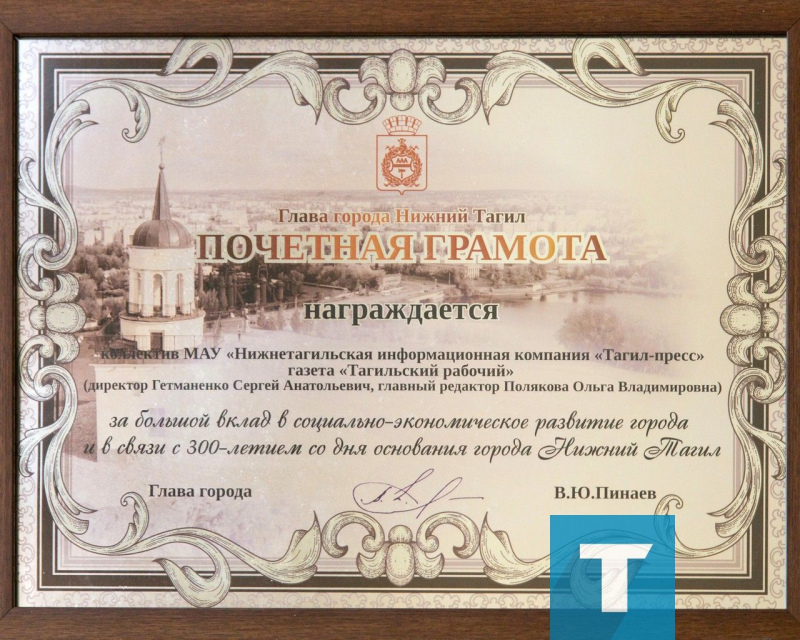 Глава города Нижний Тагил
ПОЧЕТНАЯ ГРАМОТА
награждается
коллектив МАУ «Нижнетагильская информационная компания «Тагил-пресс»
газета «Тагильский рабочий»
(директор Гетманенко Сергей Анатольевич, главный редактор Полякова Ольга Владимировна)
за большой вклад в социально-экономическое развитие города
и в связи с 300-летием со дня основания города Нижний Тагил
Глава города В.Ю.Пинаев
Т